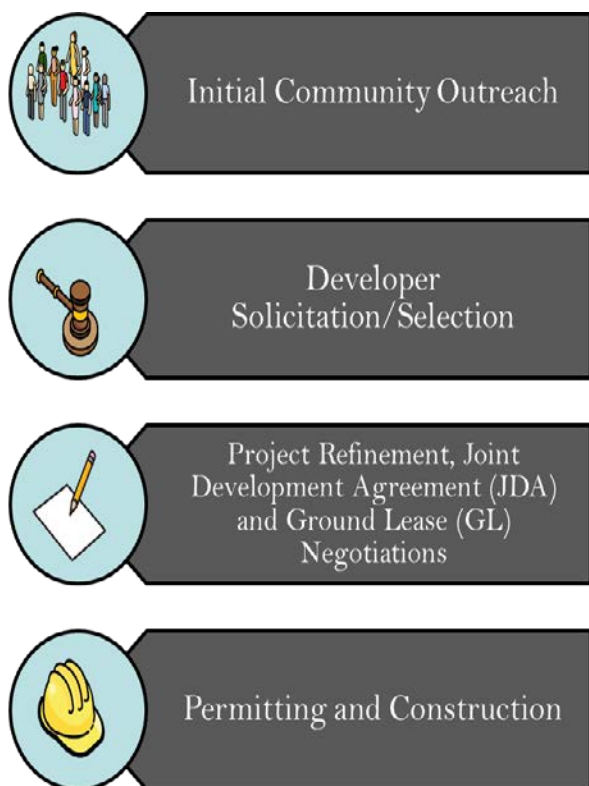 Initial Community Outreach
Developer
Solicitation/Selection
Project Refinement, Joint
Development Agreement (JDA)
and Ground Lease (GL)
Negotiations
Permitting and Construction